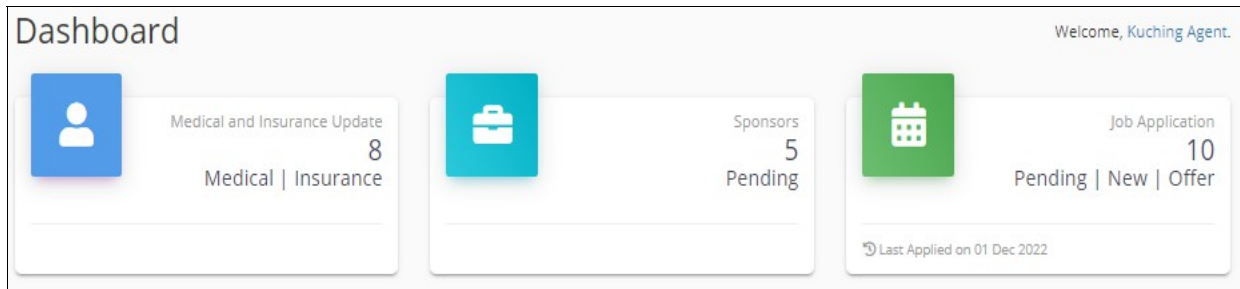 Dashboard
Welcome, Kuching Agent.
Medical and Insurance Update
8
Medical | Insurance
Sponsors
5
Pending
Job Application
10
Pending | New | Offer
Last Applied on 01 Dec 2022